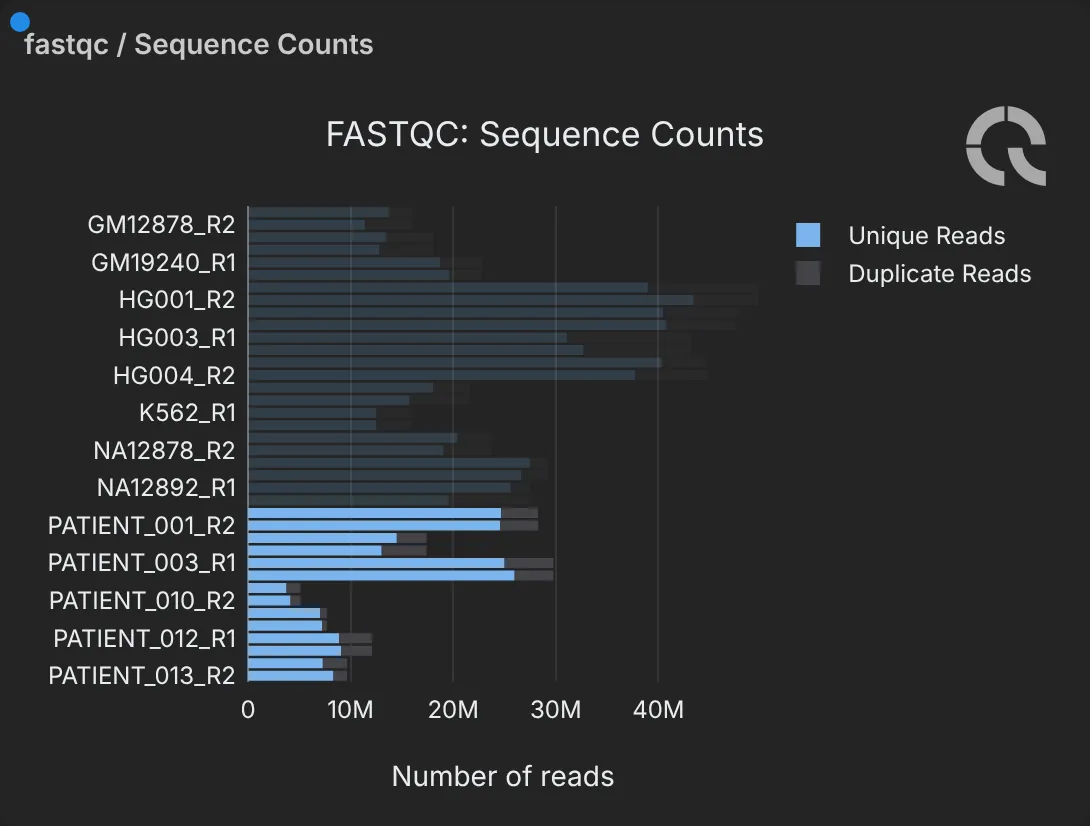 fastqc / Sequence Counts
FASTQC: Sequence Counts
GM12878_R2
GM19240_R1
HG001_R2
HG003_R1
HG004_R2
K562_R1
NA12878_R2
NA12892_R1
PATIENT_001_R2
PATIENT_003_R1
PATIENT_010_R2
PATIENT_012_R1
PATIENT_013_R2
0 10M 20M 30M 40M
Number of reads
Unique Reads
Duplicate Reads